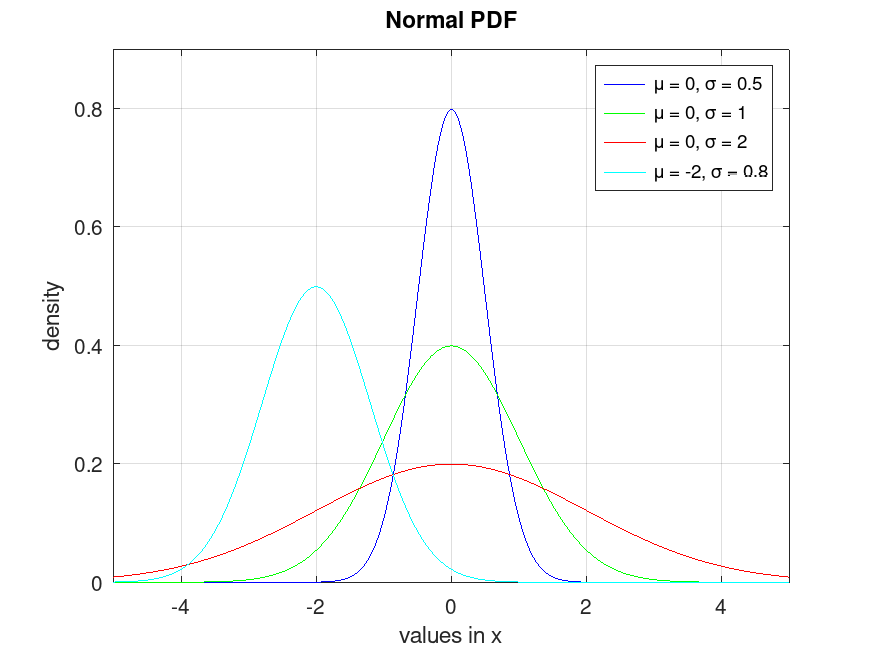 Normal PDF
μ = 0, σ = 0.5
μ = 0, σ = 1
μ = 0, σ = 2
μ = -2, σ = 0.8
density
0.8
0.6
0.4
0.2
0
-4 -2 0 2 4
values in x